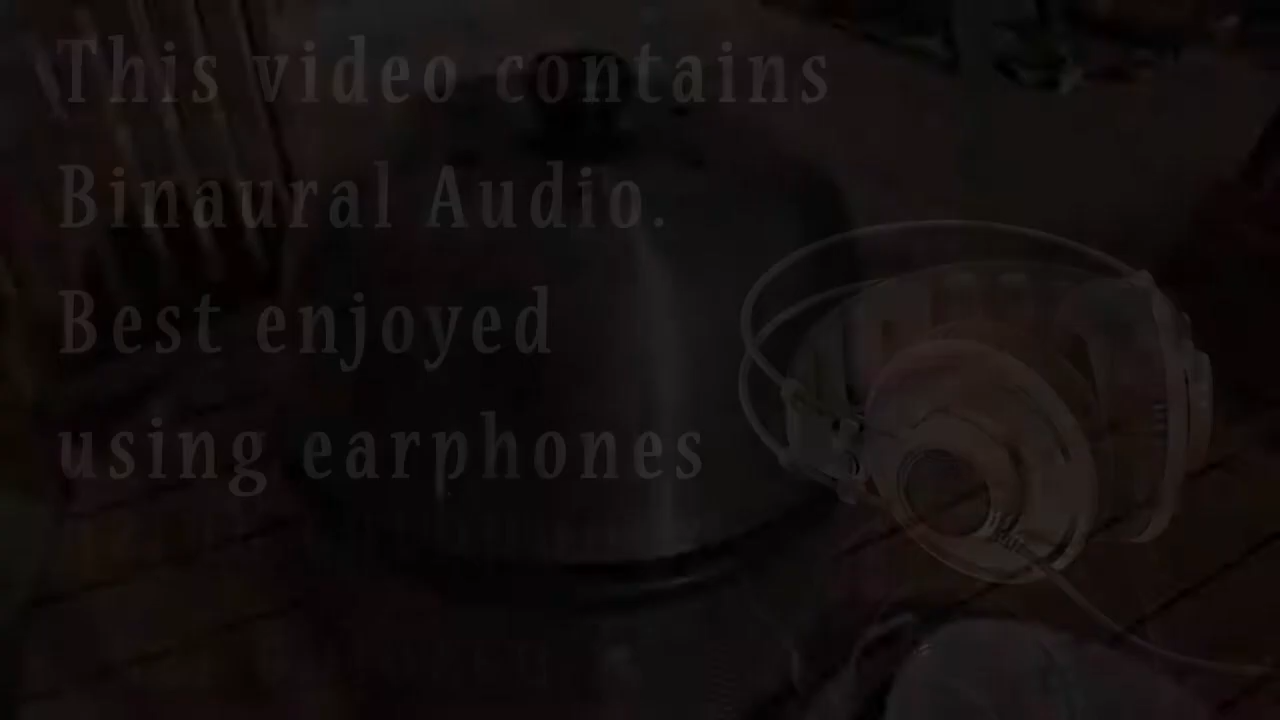 This video contains
Binaural Audio.
Best enjoyed
using earphones